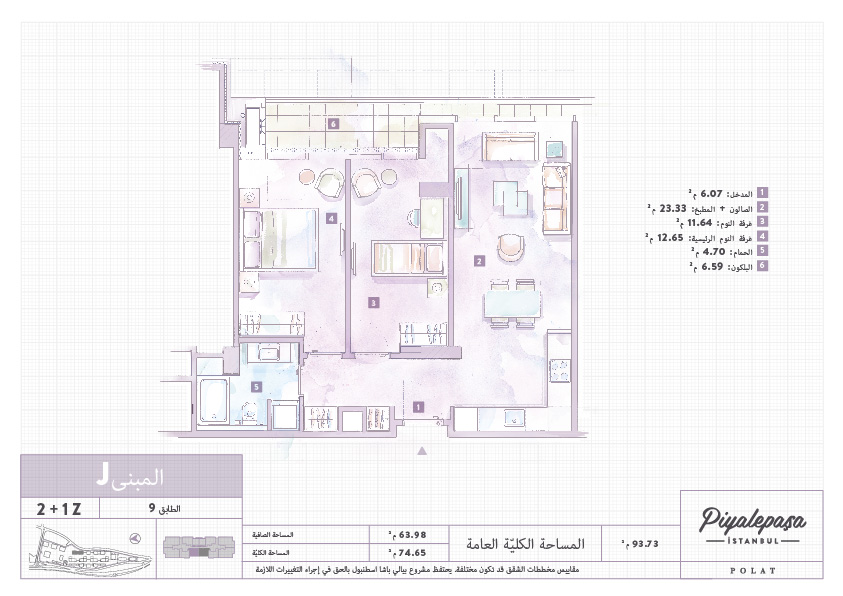 6
4
2
3
5
1
1 المدخل: 6.07 م²
2 الصالون + المطبخ: 23.33 م²
3 غرفة النوم: 11.64 م²
4 غرفة النوم الرئيسية: 12.65 م²
5 الحمام: 4.70 م²
6 البلكون: 6.59 م²
المبنى J
2+1Z
الطابق 9
المساحة الصافية 63.98 م²
المساحة الكليّة 74.65 م²
المساحة الكليّة العامة
93.73 م²
مقاييس مخططات الشقق قد تكون مختلفة. يحتفظ مشروع بيالي باشا اسطنبول بالحق في إجراء التغييرات اللازمة
Piyalepaşa
İSTANBUL
POLAT